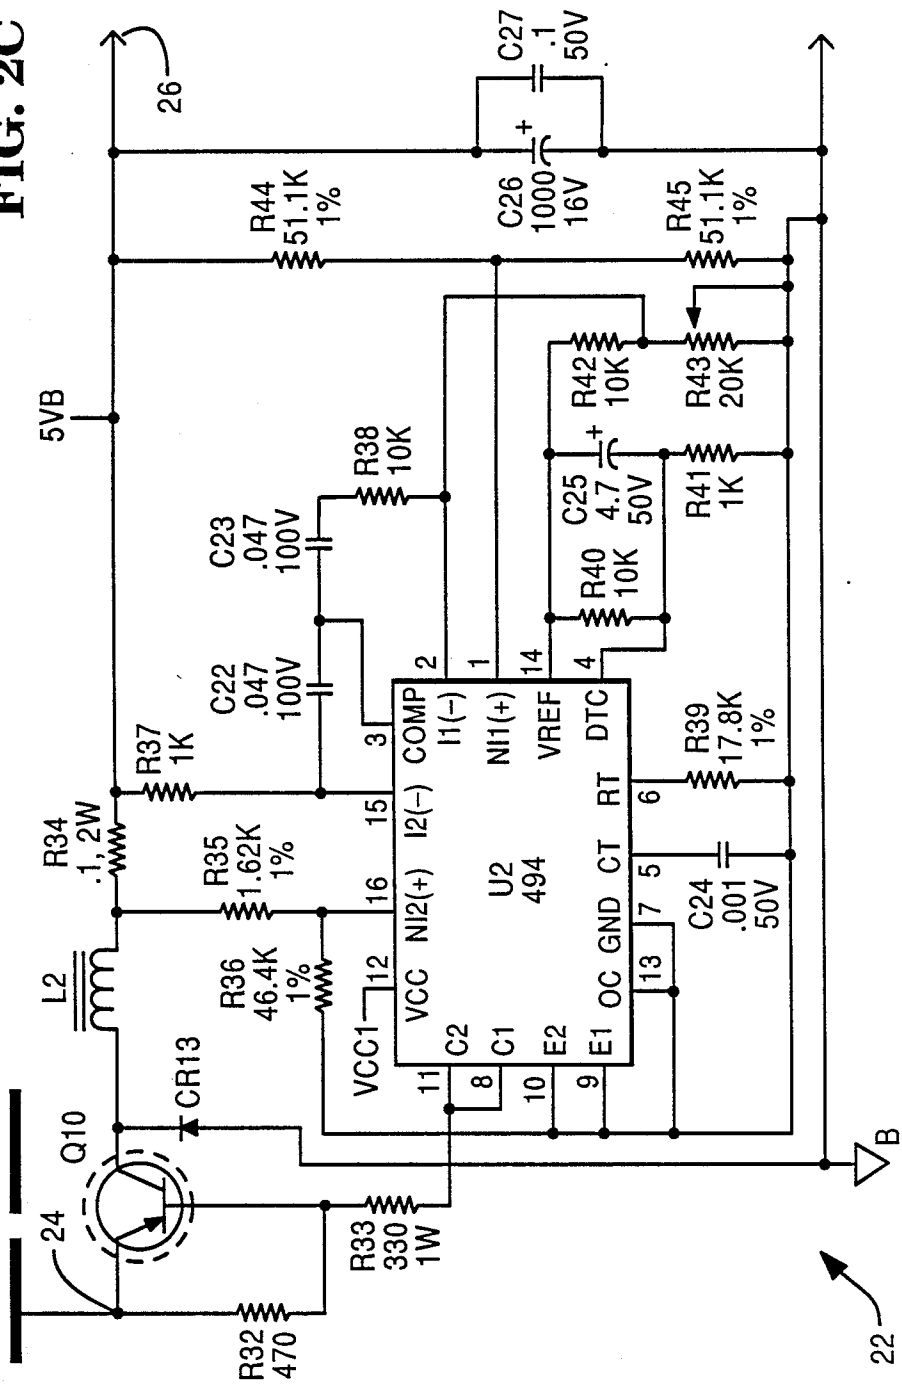 FIG. 2C
26
24
22
5VB
L2
Q10
CR13
B
R32
470
R33
330
1W
R34
.1, 2W
R35
1.62K
1%
R36
46.4K
1%
R37
1K
C22
.047
100V
C23
.047
100V
R38
10K
R44
51.1K
1%
C27
.1
50V
+
C26
1000
16V
R45
51.1K
1%
R42
10K
R43
20K
+
C25
4.7
50V
R41
1K
R40
10K
R39
17.8K
1%
C24
.001
50V
VCC1
12
16
15
3
VCC
NI2(+)
I2(-)
COMP
2
I1(-)
1
NI1(+)
14
VREF
4
DTC
U2
494
11
C2
8
C1
10
E2
9
E1
OC
GND
CT
RT
13
7
5
6